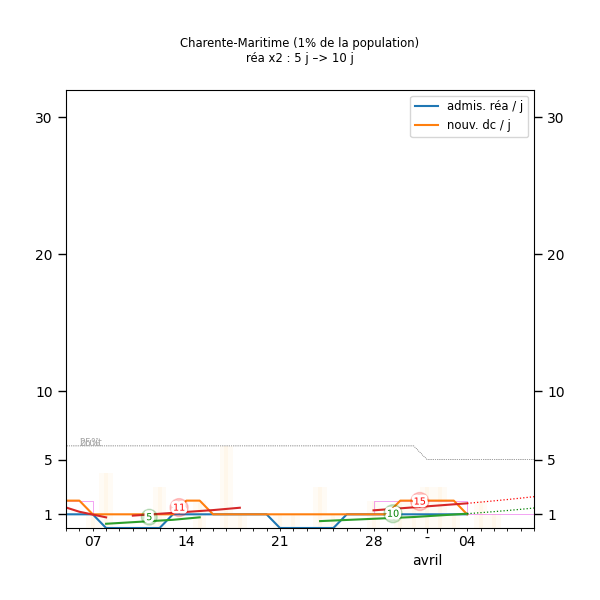 Charente-Maritime (1% de la population)
réa x2 : 5 j –> 10 j
admis. réa / j
nouv. dc / j
30 30
20 20
10 10
5 5
1 1
5
11
10
15
07 14 21 28 - 04
avril